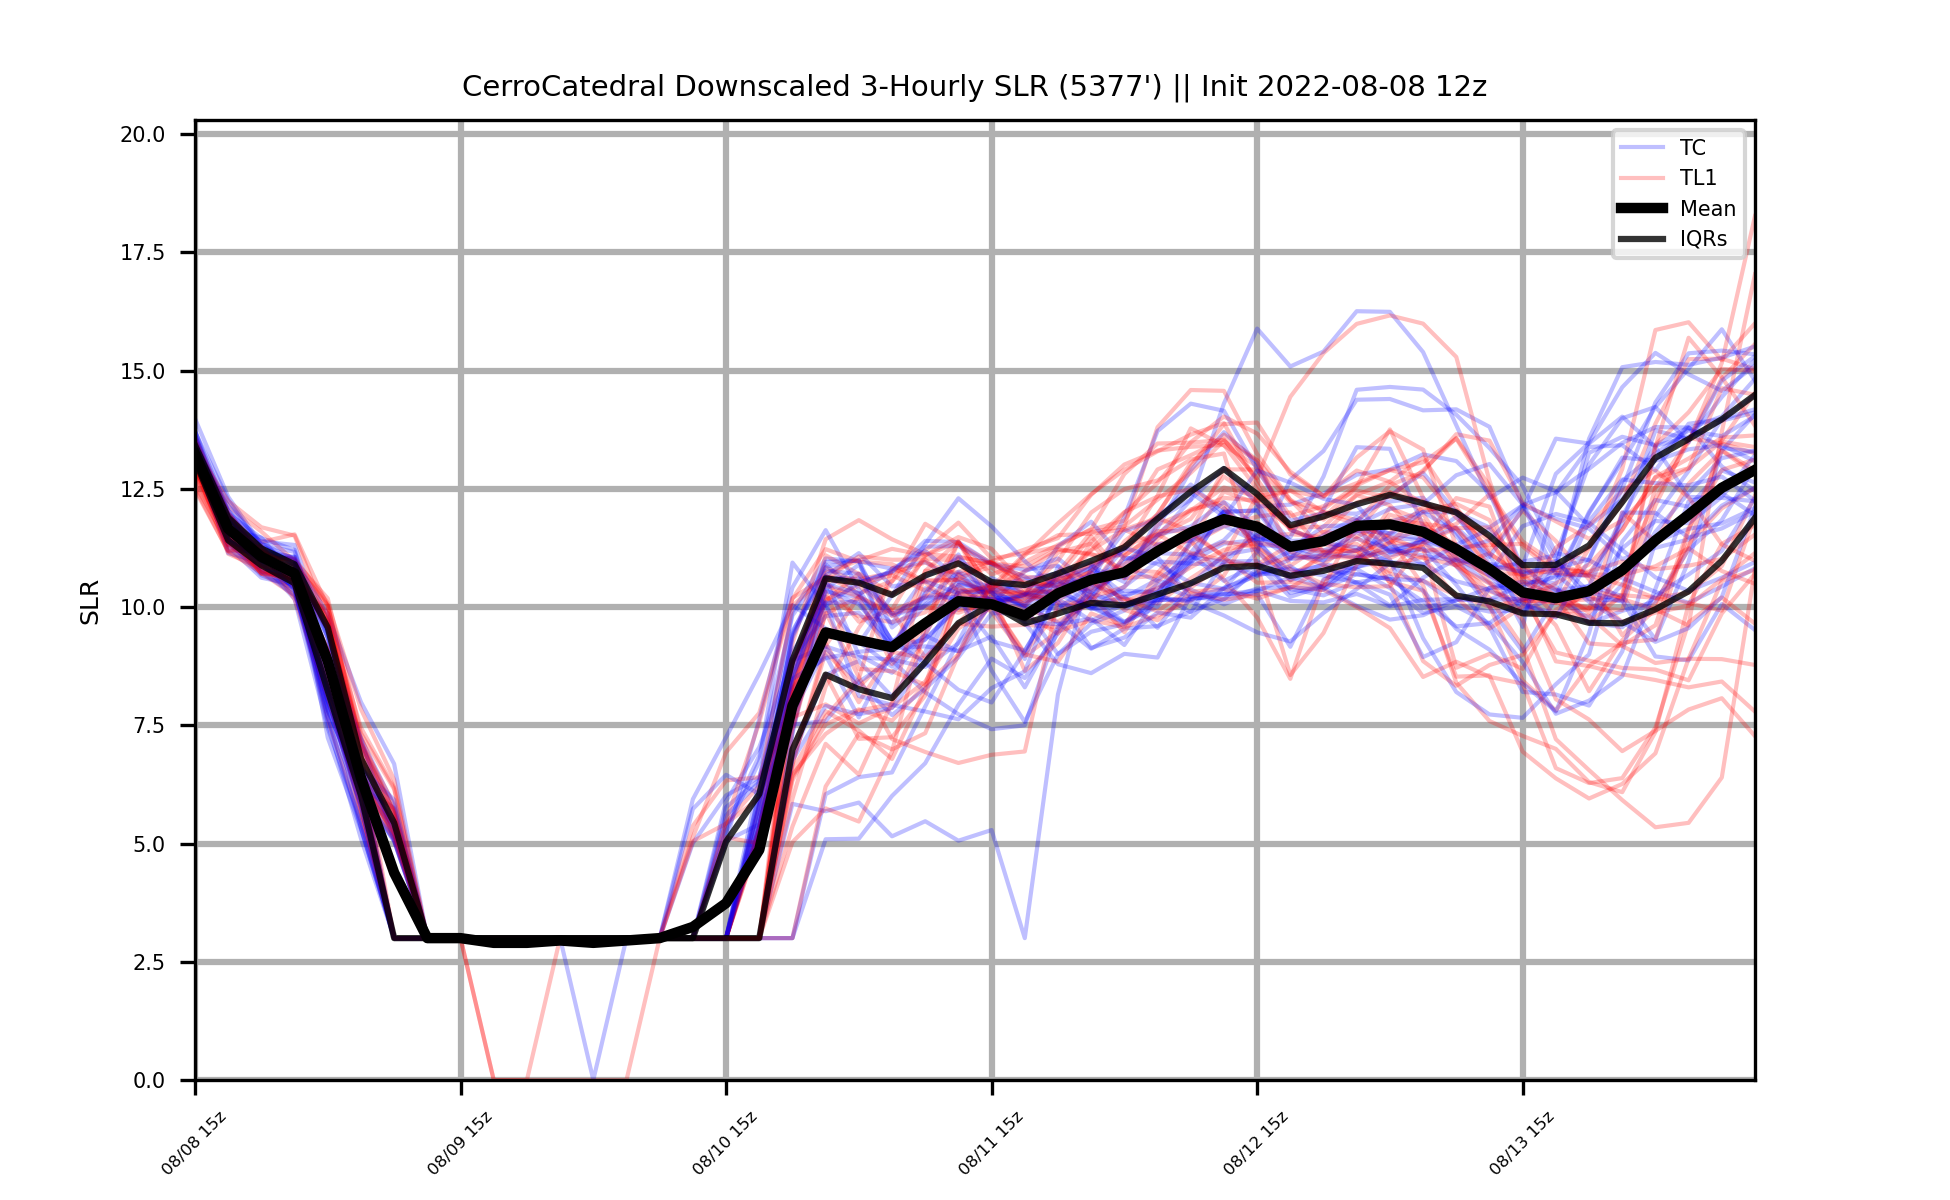 CerroCatedral Downscaled 3-Hourly SLR (5377') || Init 2022-08-08 12z
TC
TL1
Mean
IQRs
SLR
20.0
17.5
15.0
12.5
10.0
7.5
5.0
2.5
0.0
08/08 15z
08/09 15z
08/10 15z
08/11 15z
08/12 15z
08/13 15z